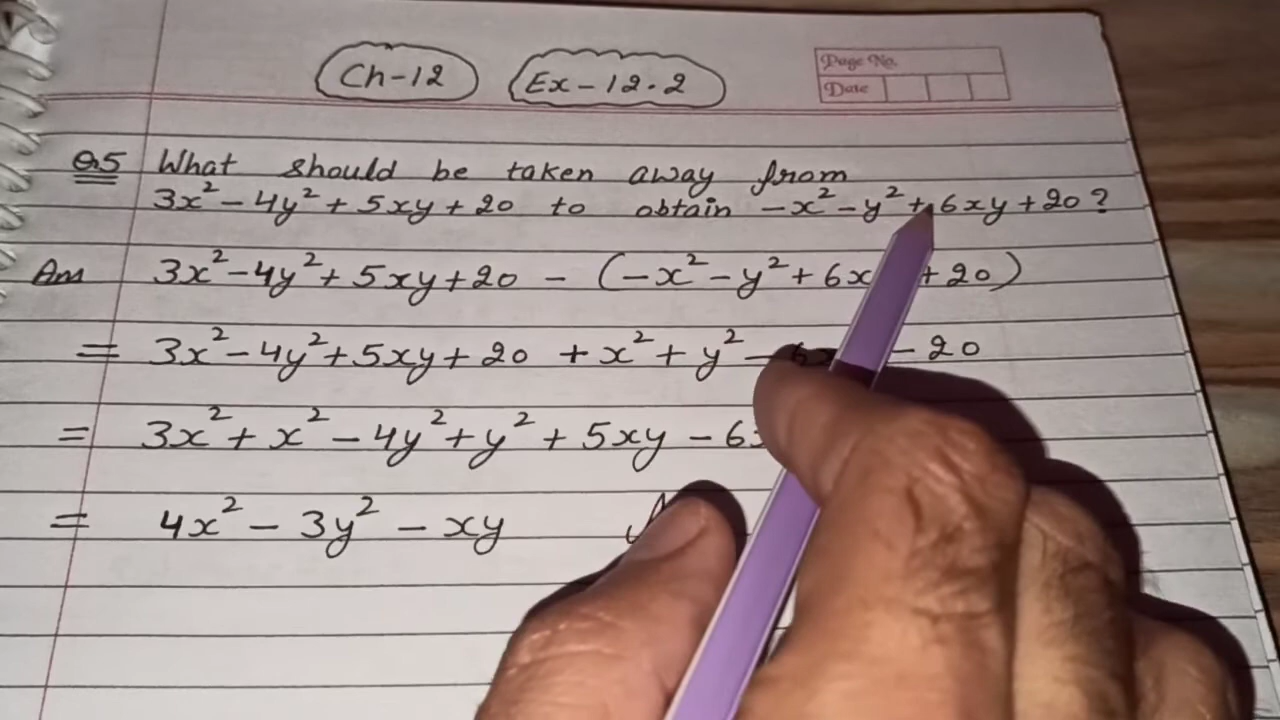 Ch-12 Ex-12.2
Page No.
Date
Q5 What should be taken away from
3x² - 4y² + 5xy + 20 to obtain -x² - y² + 6xy + 20?
Ans 3x² - 4y² + 5xy + 20 - (-x² - y² + 6x + 20)
= 3x² - 4y² + 5xy + 20 + x² + y² - 6x - 20
= 3x² + x² - 4y² + y² + 5xy - 6
= 4x² - 3y² - xy